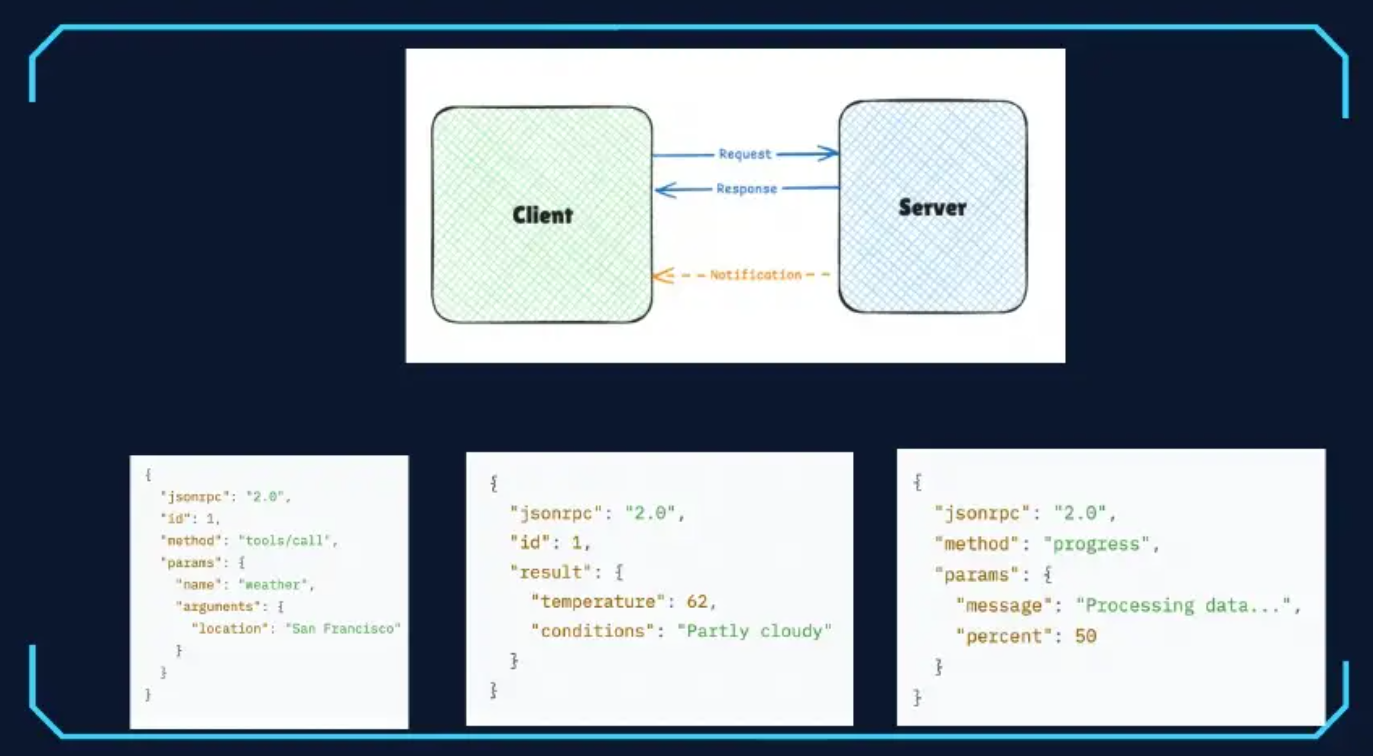 Client
Request
Response
Notification
Server
{
  "jsonrpc": "2.0",
  "id": 1,
  "method": "tools/call",
  "params": {
    "name": "weather",
    "arguments": {
      "location": "San Francisco"
    }
  }
}
{
  "jsonrpc": "2.0",
  "id": 1,
  "result": {
    "temperature": 62,
    "conditions": "Partly cloudy"
  }
}
{
  "jsonrpc": "2.0",
  "method": "progress",
  "params": {
    "message": "Processing data...",
    "percent": 50
  }
}